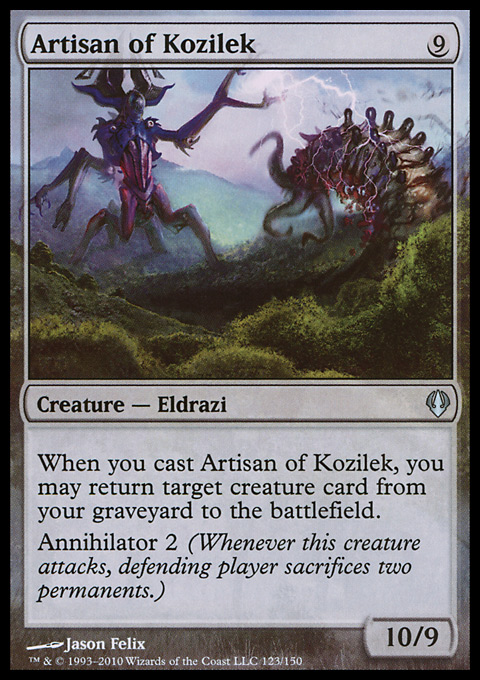 Artisan of Kozilek 9
Creature — Eldrazi
When you cast Artisan of Kozilek, you
may return target creature card from
your graveyard to the battlefield.
Annihilator 2 (Whenever this creature
attacks, defending player sacrifices two
permanents.)
Jason Felix
10/9
™ & © 1993–2010 Wizards of the Coast LLC 123/150